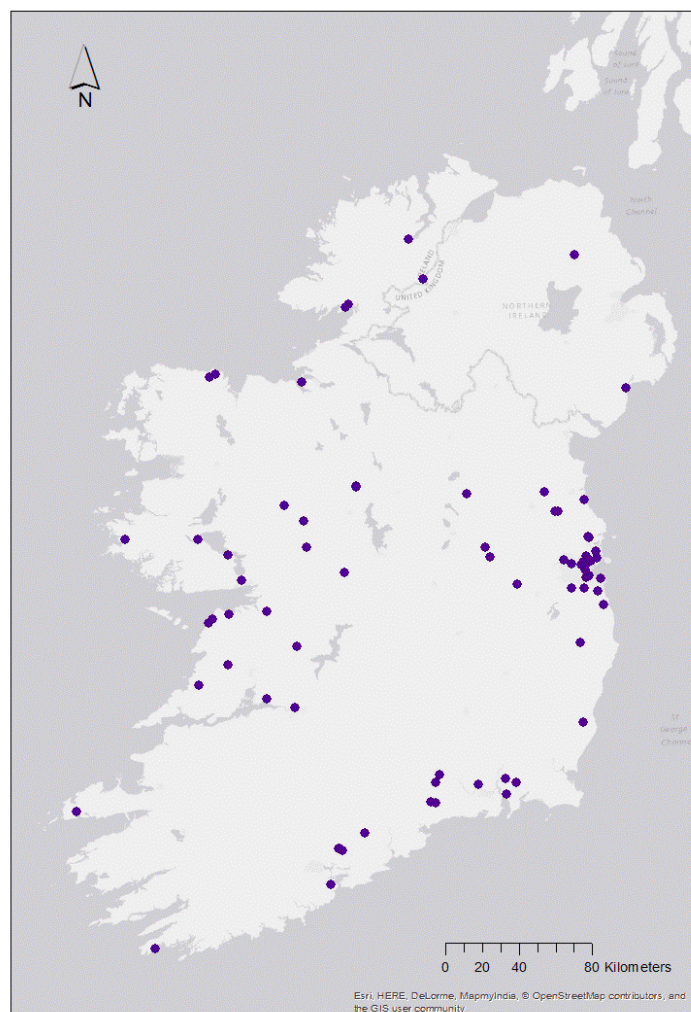 Sound
of Jura
Sound
of Jura
N
North
Channel
IRELAND
UNITED KINGDOM
NORTHERN
IRELAND
St
George's
Channel
0 20 40 80 Kilometers
Esri, HERE, DeLorme, MapmyIndia, © OpenStreetMap contributors, and
the GIS user community